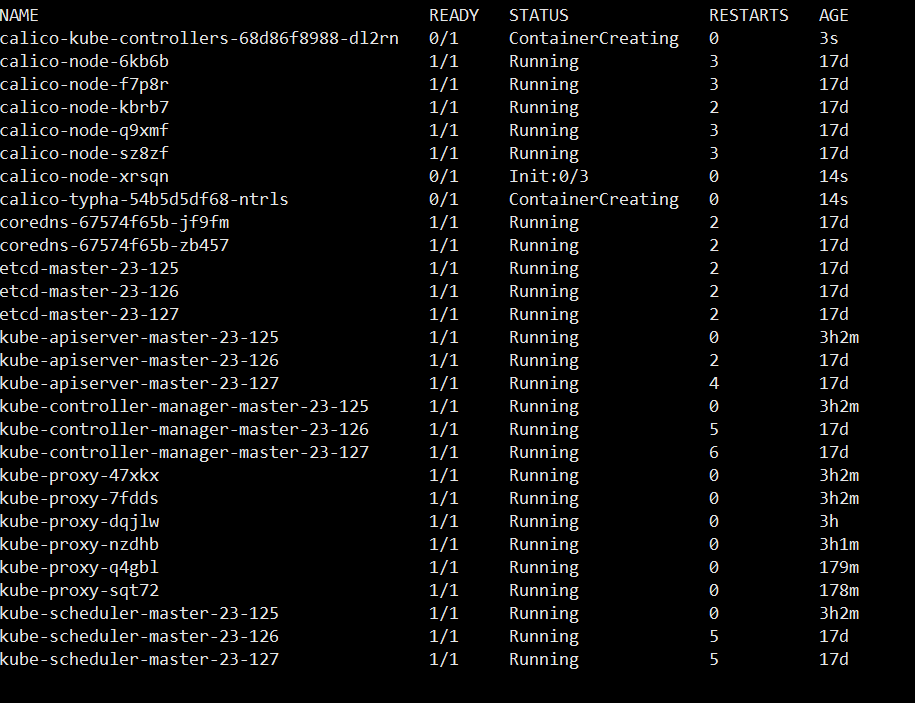 NAME READY STATUS RESTARTS AGE
calico-kube-controllers-68d86f8988-dl2rn 0/1 ContainerCreating 0 3s
calico-node-6kb6b 1/1 Running 3 17d
calico-node-f7p8r 1/1 Running 3 17d
calico-node-kbrb7 1/1 Running 2 17d
calico-node-q9xmf 1/1 Running 3 17d
calico-node-sz8zf 1/1 Running 3 17d
calico-node-xrsqn 0/1 Init:0/3 0 14s
calico-typha-54b5d5df68-ntrls 0/1 ContainerCreating 0 14s
coredns-67574f65b-jf9fm 1/1 Running 2 17d
coredns-67574f65b-zb457 1/1 Running 2 17d
etcd-master-23-125 1/1 Running 2 17d
etcd-master-23-126 1/1 Running 2 17d
etcd-master-23-127 1/1 Running 2 17d
kube-apiserver-master-23-125 1/1 Running 0 3h2m
kube-apiserver-master-23-126 1/1 Running 2 17d
kube-apiserver-master-23-127 1/1 Running 4 17d
kube-controller-manager-master-23-125 1/1 Running 0 3h2m
kube-controller-manager-master-23-126 1/1 Running 5 17d
kube-controller-manager-master-23-127 1/1 Running 6 17d
kube-proxy-47xkx 1/1 Running 0 3h2m
kube-proxy-7fdds 1/1 Running 0 3h2m
kube-proxy-dqjlw 1/1 Running 0 3h
kube-proxy-nzdhb 1/1 Running 0 3h1m
kube-proxy-q4gbl 1/1 Running 0 179m
kube-proxy-sqt72 1/1 Running 0 178m
kube-scheduler-master-23-125 1/1 Running 0 3h2m
kube-scheduler-master-23-126 1/1 Running 5 17d
kube-scheduler-master-23-127 1/1 Running 5 17d